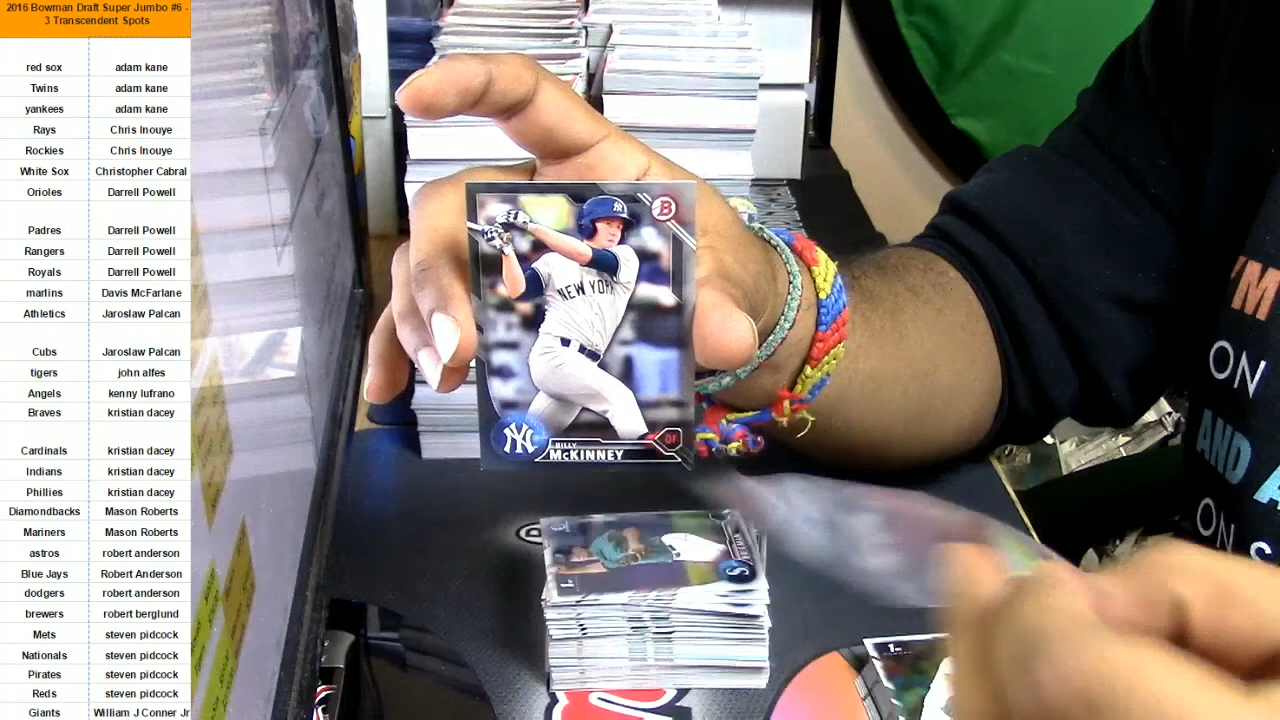 2016 Bowman Draft Super Jumbo #6 -
3 Transcendent Spots
adam kane
Twins adam kane
yankees adam kane
Rays Chris Inouye
Rockies Chris Inouye
White Sox Christopher Cabral
Orioles Darrell Powell
Padres Darrell Powell
Rangers Darrell Powell
Royals Darrell Powell
marlins Davis McFarlane
Athletics Jaroslaw Palcan
Cubs Jaroslaw Palcan
tigers john alfes
Angels kenny lufrano
Braves kristian dacey
Cardinals kristian dacey
Indians kristian dacey
Phillies kristian dacey
Diamondbacks Mason Roberts
Mariners Mason Roberts
astros robert anderson
Blue Jays Robert Anderson
dodgers robert anderson
brewers robert berglund
Mets steven pidcock
Nationals steven pidcock
Pirates steven pidcock
Reds steven pidcock
Giants William J Conner Jr
B
NEW YORK
NY
BILLY
McKINNEY
OF
I'M
ON
AND A
ON
S
1st